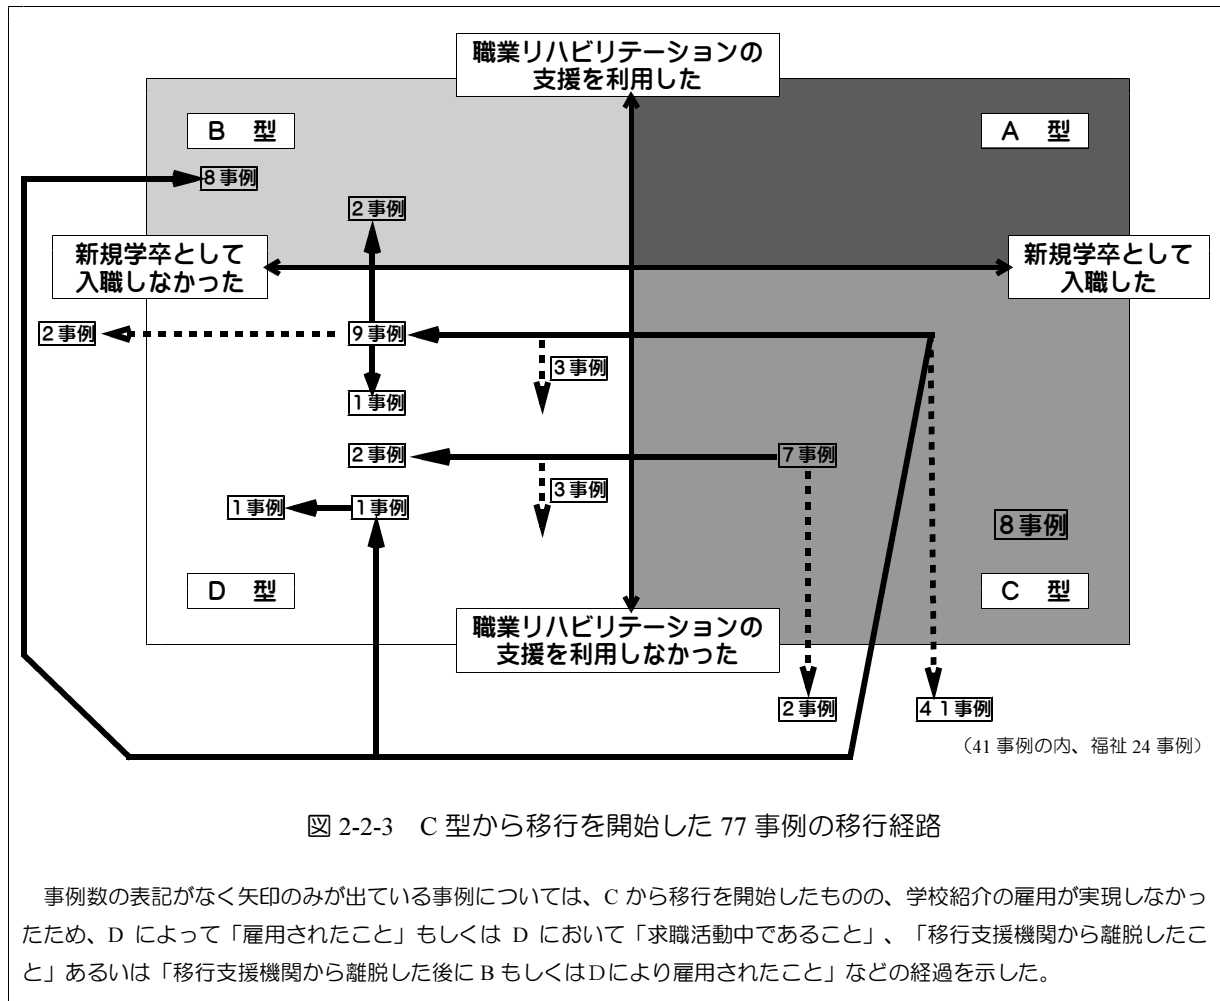 職業リハビリテーションの
支援を利用した
B 型
A 型
8事例
2事例
新規学卒として
入職しなかった
新規学卒として
入職した
2事例
9事例
3事例
1事例
2事例
7事例
3事例
1事例
1事例
8事例
D 型
C 型
職業リハビリテーションの
支援を利用しなかった
2事例
41事例
（41 事例の内、福祉 24 事例）
図 2-2-3　C 型から移行を開始した 77 事例の移行経路
事例数の表記がなく矢印のみが出ている事例については、C から移行を開始したものの、学校紹介の雇用が実現しなかっ
たため、D によって「雇用されたこと」もしくは D において「求職活動中であること」、「移行支援機関から離脱したこ
と」あるいは「移行支援機関から離脱した後に B もしくはＤにより雇用されたこと」などの経過を示した。